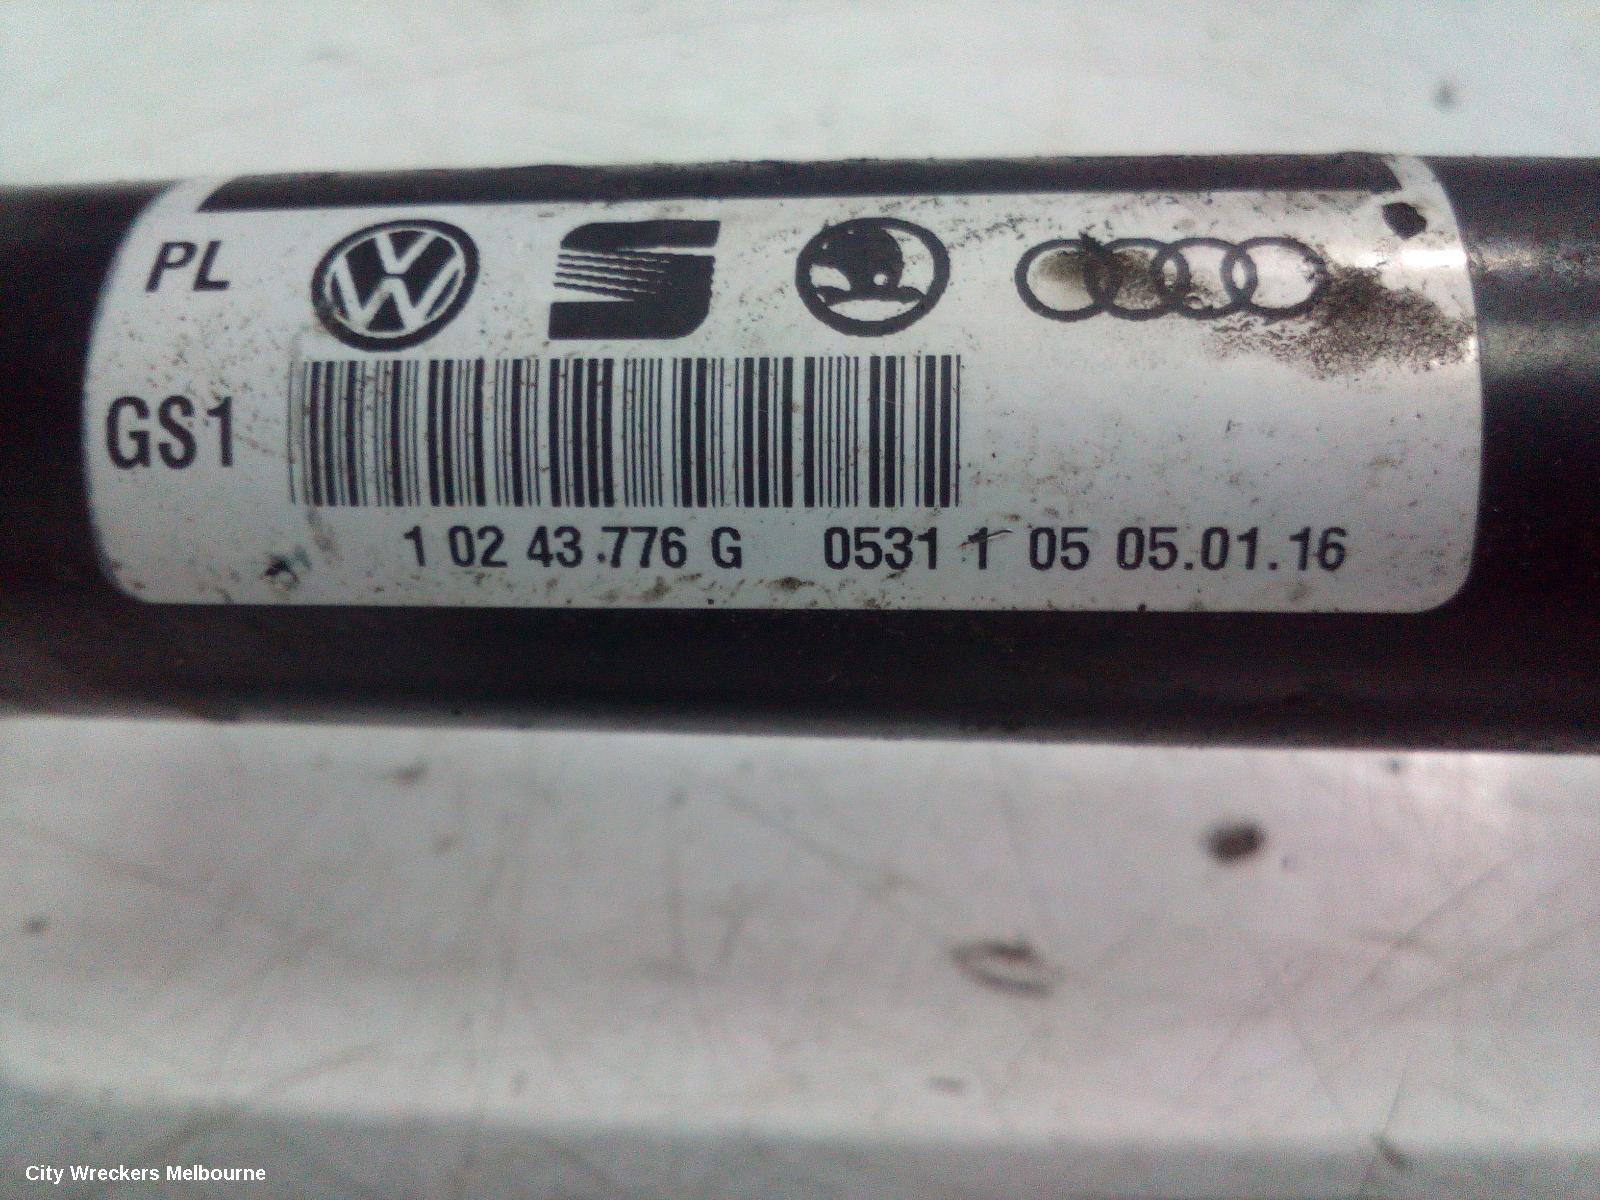 PL
GS1
1 02 43 776 G 0531 1 05 05.01.16
City Wreckers Melbourne